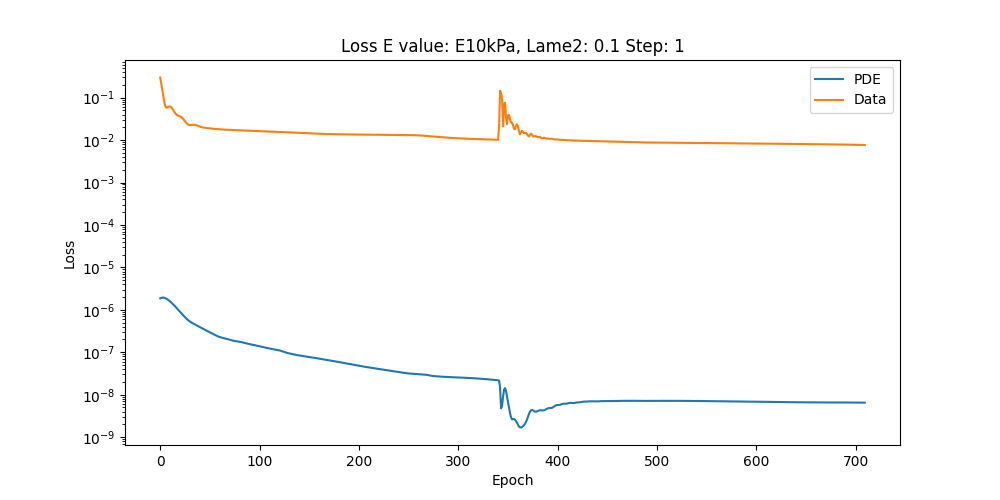 Loss E value: E10kPa, Lame2: 0.1 Step: 1
PDE
Data
10⁻¹
10⁻²
10⁻³
10⁻⁴
10⁻⁵
10⁻⁶
10⁻⁷
10⁻⁸
10⁻⁹
Loss
0 100 200 300 400 500 600 700
Epoch